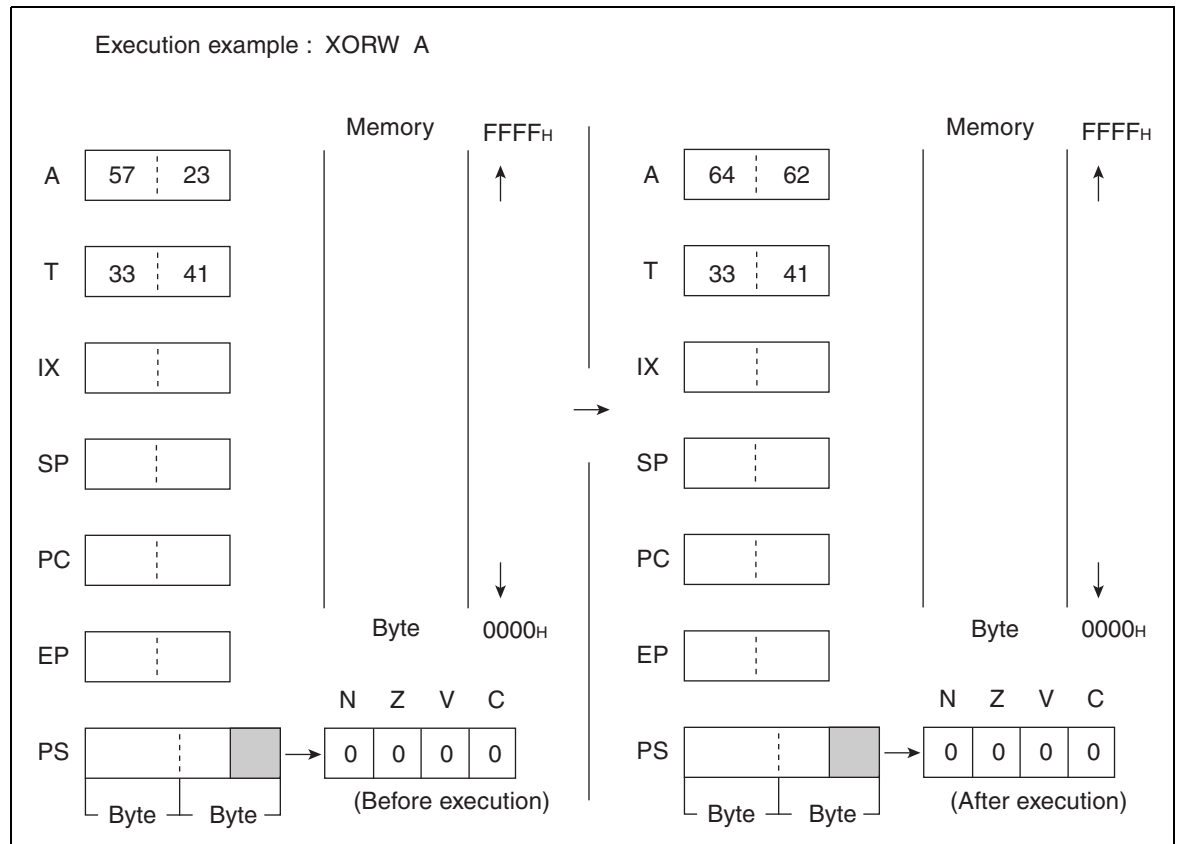 Execution example : XORW A
Memory FFFFH
A 57 23
T 33 41
IX
SP
PC
EP
Byte 0000H
N Z V C
PS 0 0 0 0
Byte Byte (Before execution)
Memory FFFFH
A 64 62
T 33 41
IX
SP
PC
EP
Byte 0000H
N Z V C
PS 0 0 0 0
Byte Byte (After execution)